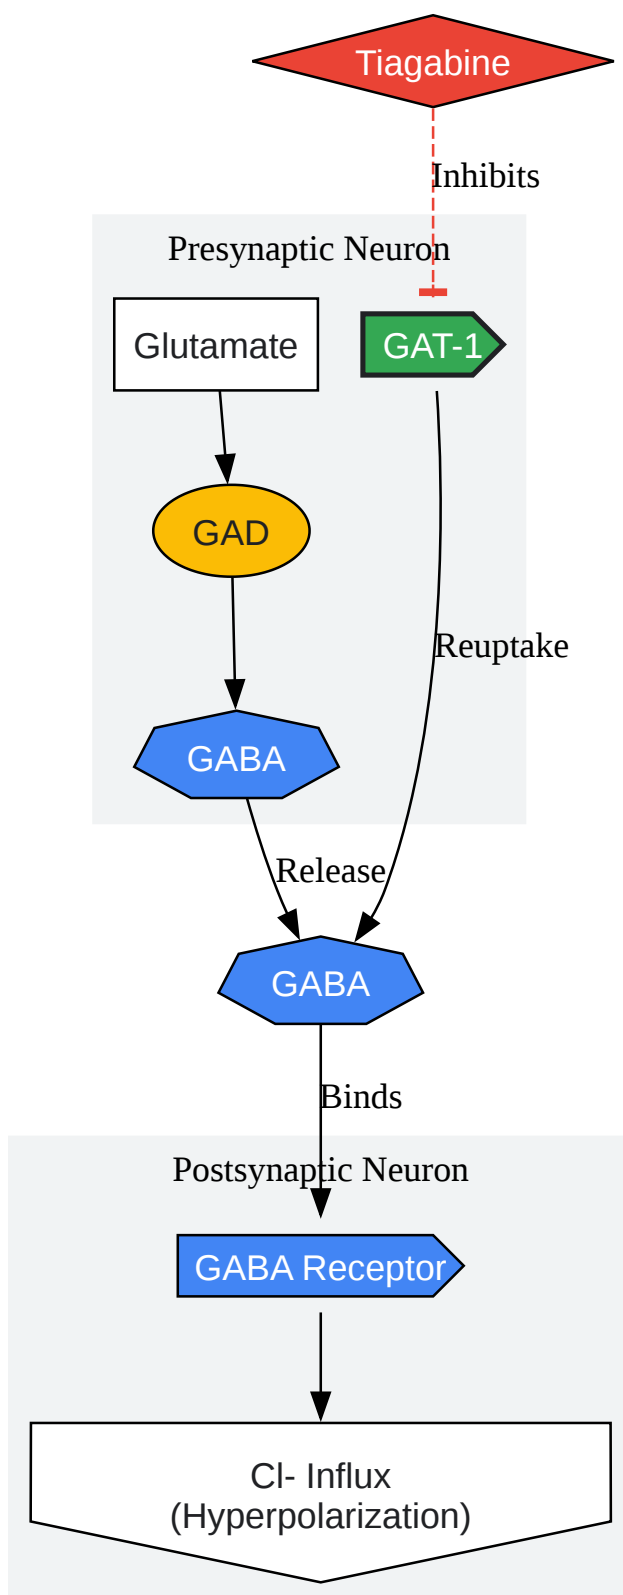 Tiagabine
Inhibits
Presynaptic Neuron
Glutamate
GAT-1
GAD
Reuptake
GABA
Release
GABA
Binds
Postsynaptic Neuron
GABA Receptor
Cl- Influx
(Hyperpolarization)